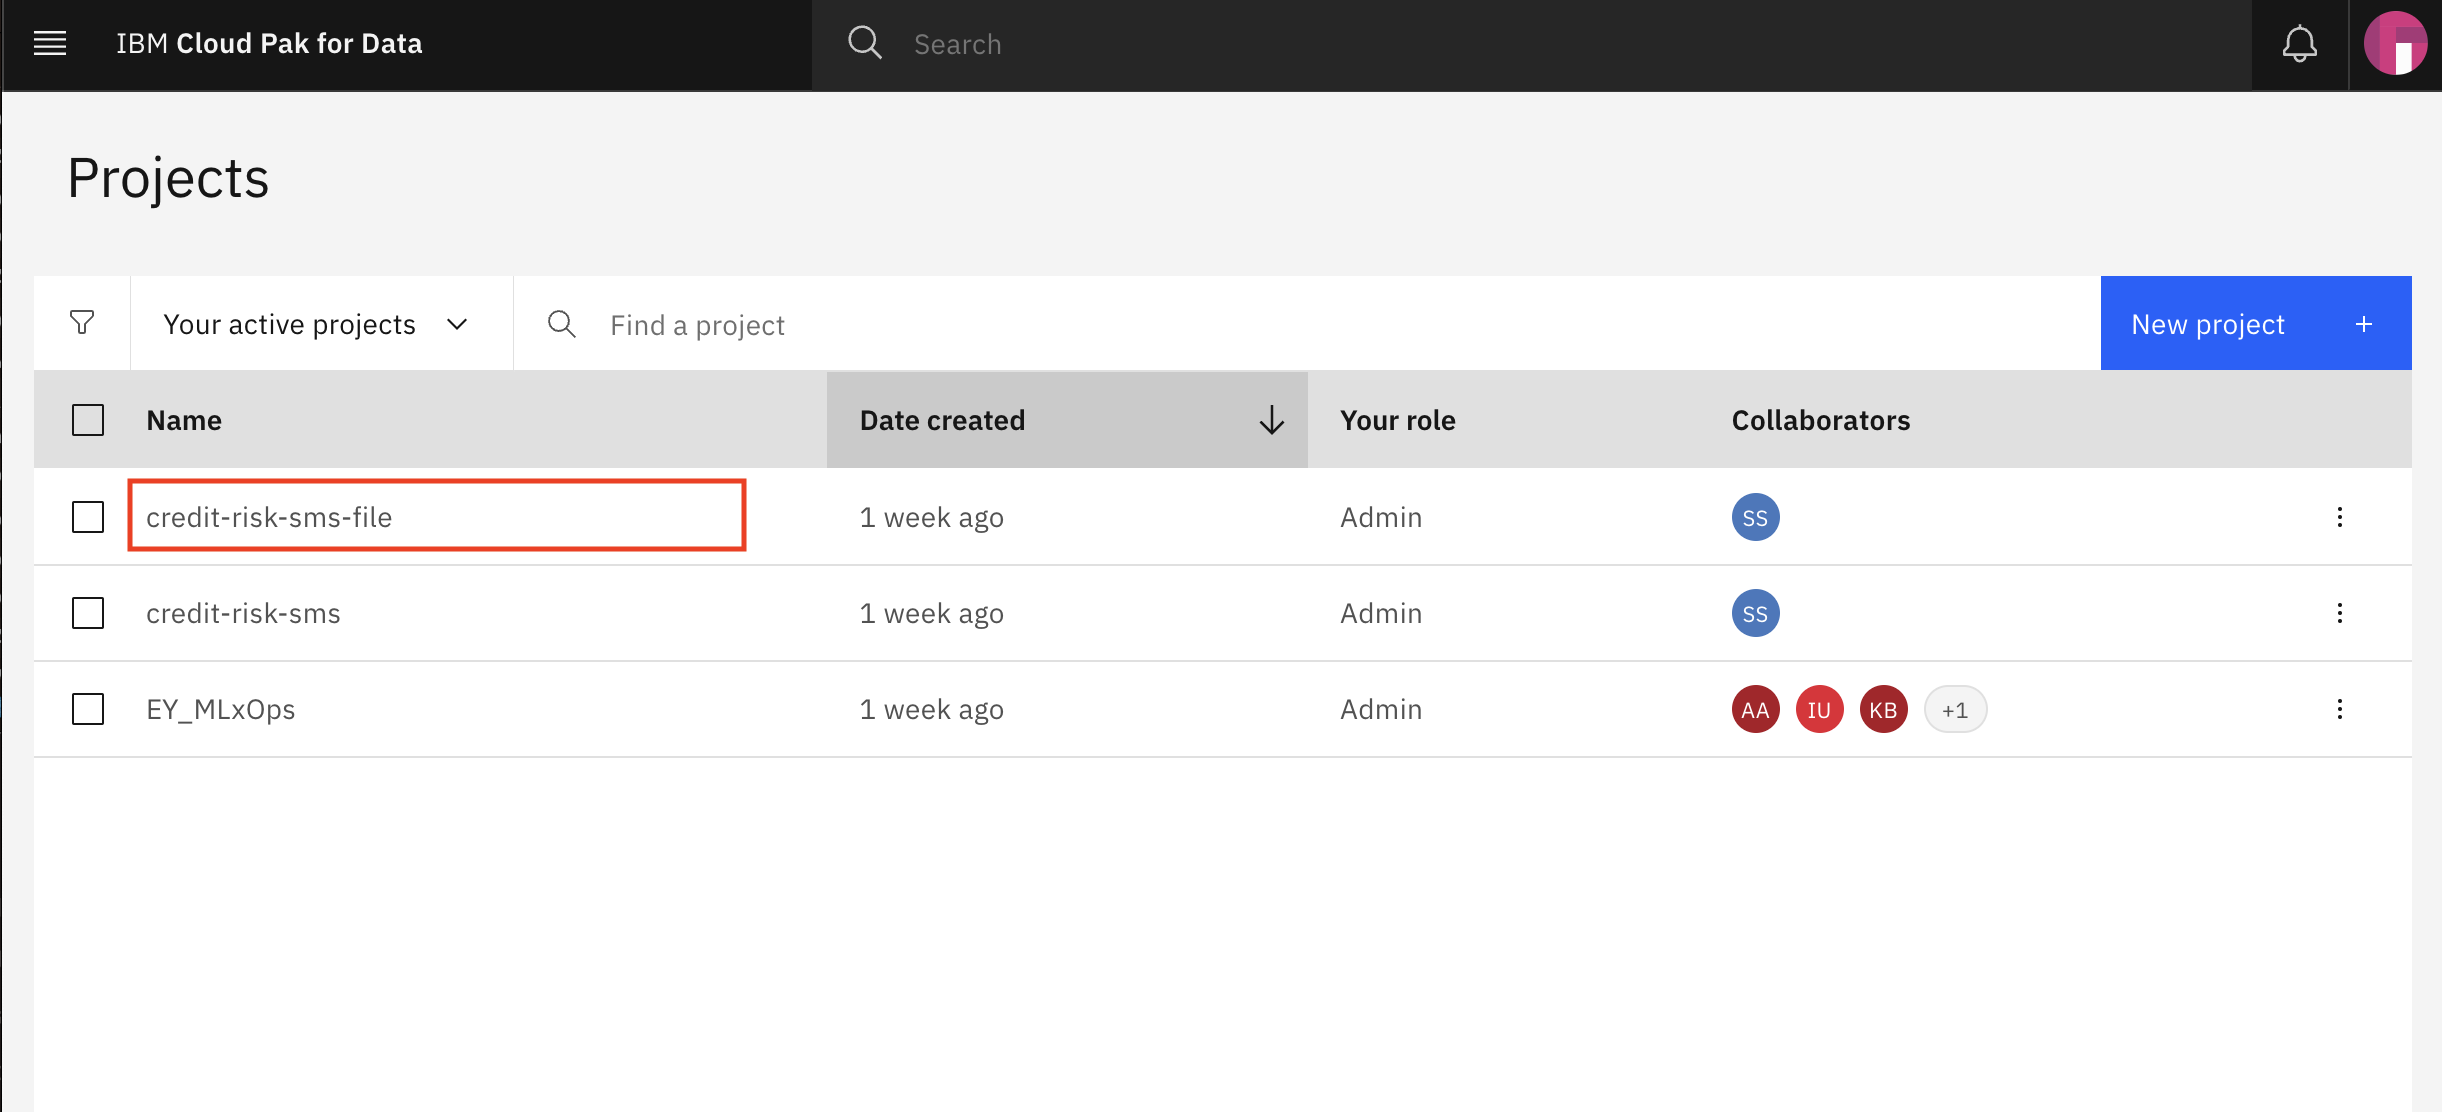 IBM Cloud Pak for Data
Search
Projects
Your active projects
Find a project
New project +
Name Date created Your role Collaborators
credit-risk-sms-file 1 week ago Admin SS
credit-risk-sms 1 week ago Admin SS
EY_MLxOps 1 week ago Admin AA IU KB +1